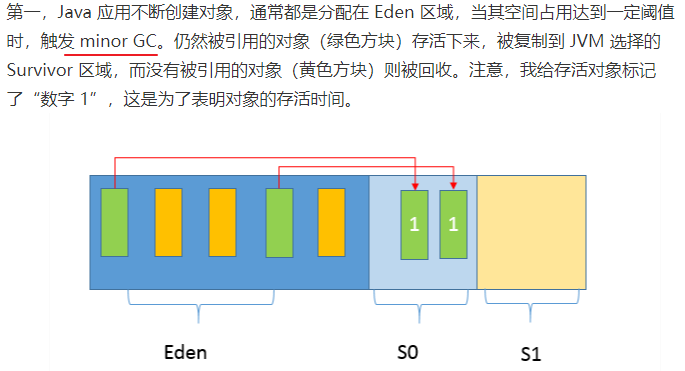 第一，Java 应用不断创建对象，通常都是分配在 Eden 区域，当其空间占用达到一定阈值
时，触发 minor GC。仍然被引用的对象（绿色方块）存活下来，被复制到 JVM 选择的
Survivor 区域，而没有被引用的对象（黄色方块）则被回收。注意，我给存活对象标记
了“数字 1”，这是为了表明对象的存活时间。
1 1
Eden S0 S1